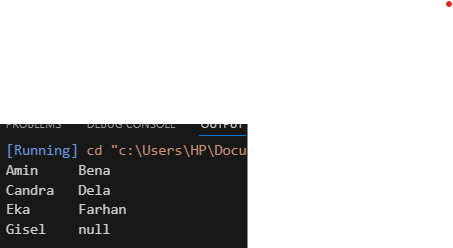 PROBLEMS DEBUG CONSOLE OUTPUT
[Running] cd "c:\Users\HP\Docu
Amin Bena
Candra Dela
Eka Farhan
Gisel null